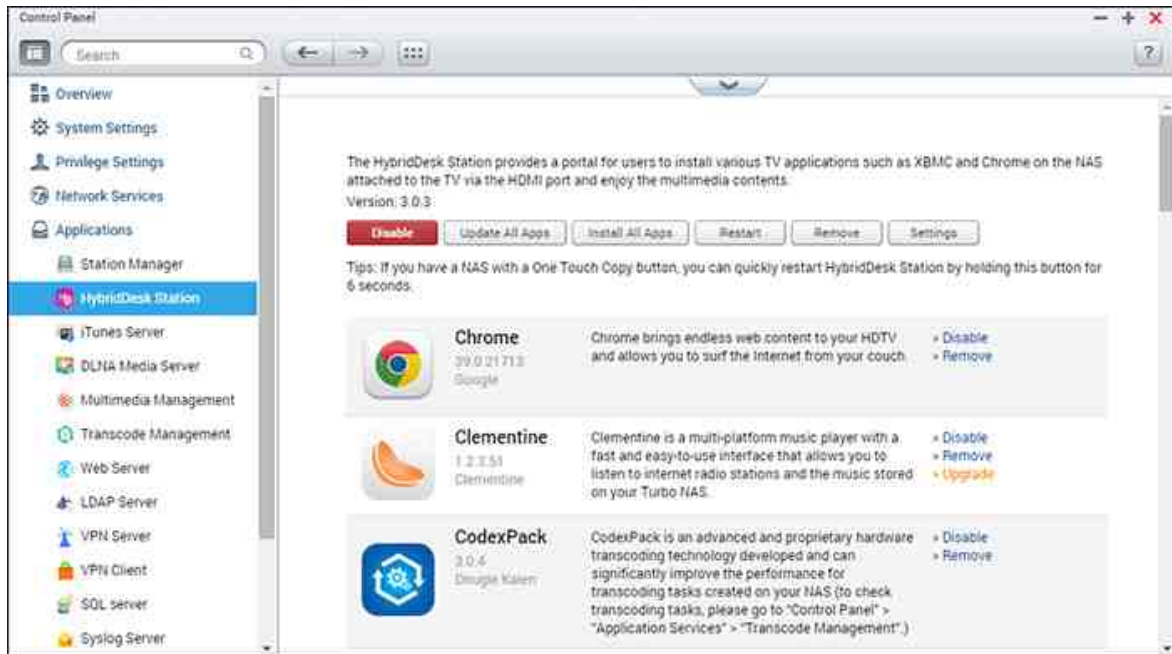 Control Panel
Search
?
Overview
System Settings
Privilege Settings
Network Services
Applications
Station Manager
HybridDesk Station
iTunes Server
DLNA Media Server
Multimedia Management
Transcode Management
Web Server
LDAP Server
VPN Server
VPN Client
SQL server
Syslog Server
The HybridDesk Station provides a portal for users to install various TV applications such as XBMC and Chrome on the NAS
attached to the TV via the HDMI port and enjoy the multimedia contents.
Version: 3.0.3
Disable
Update All Apps
Install All Apps
Restart
Remove
Settings
Tips: If you have a NAS with a One Touch Copy button, you can quickly restart HybridDesk Station by holding this button for
6 seconds.
Chrome
39.0.21713
Google
Chrome brings endless web content to your HDTV
and allows you to surf the Internet from your couch.
» Disable
» Remove
Clementine
1.2.3.51
Clementine
Clementine is a multi-platform music player with a
fast and easy-to-use interface that allows you to
listen to internet radio stations and the music stored
on your Turbo NAS.
» Disable
» Remove
» Upgrade
CodexPack
3.0.4
Dougie Kalen
CodexPack is an advanced and proprietary hardware
transcoding technology developed and can
significantly improve the performance for
transcoding tasks created on your NAS (to check
transcoding tasks, please go to "Control Panel" >
"Application Services" > "Transcode Management".)
» Disable
» Remove